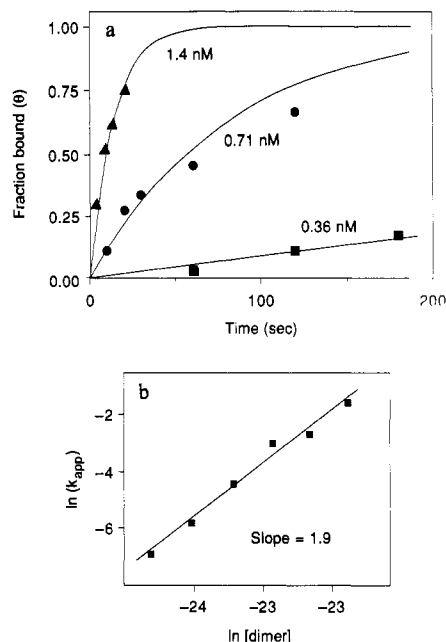 a
1.00
0.75
0.50
0.25
0.00
Fraction bound (θ)
1.4 nM
0.71 nM
0.36 nM
0
100
200
Time (sec)
b
-2
-4
-6
ln (kapp)
Slope = 1.9
-24
-23
-23
ln [dimer]